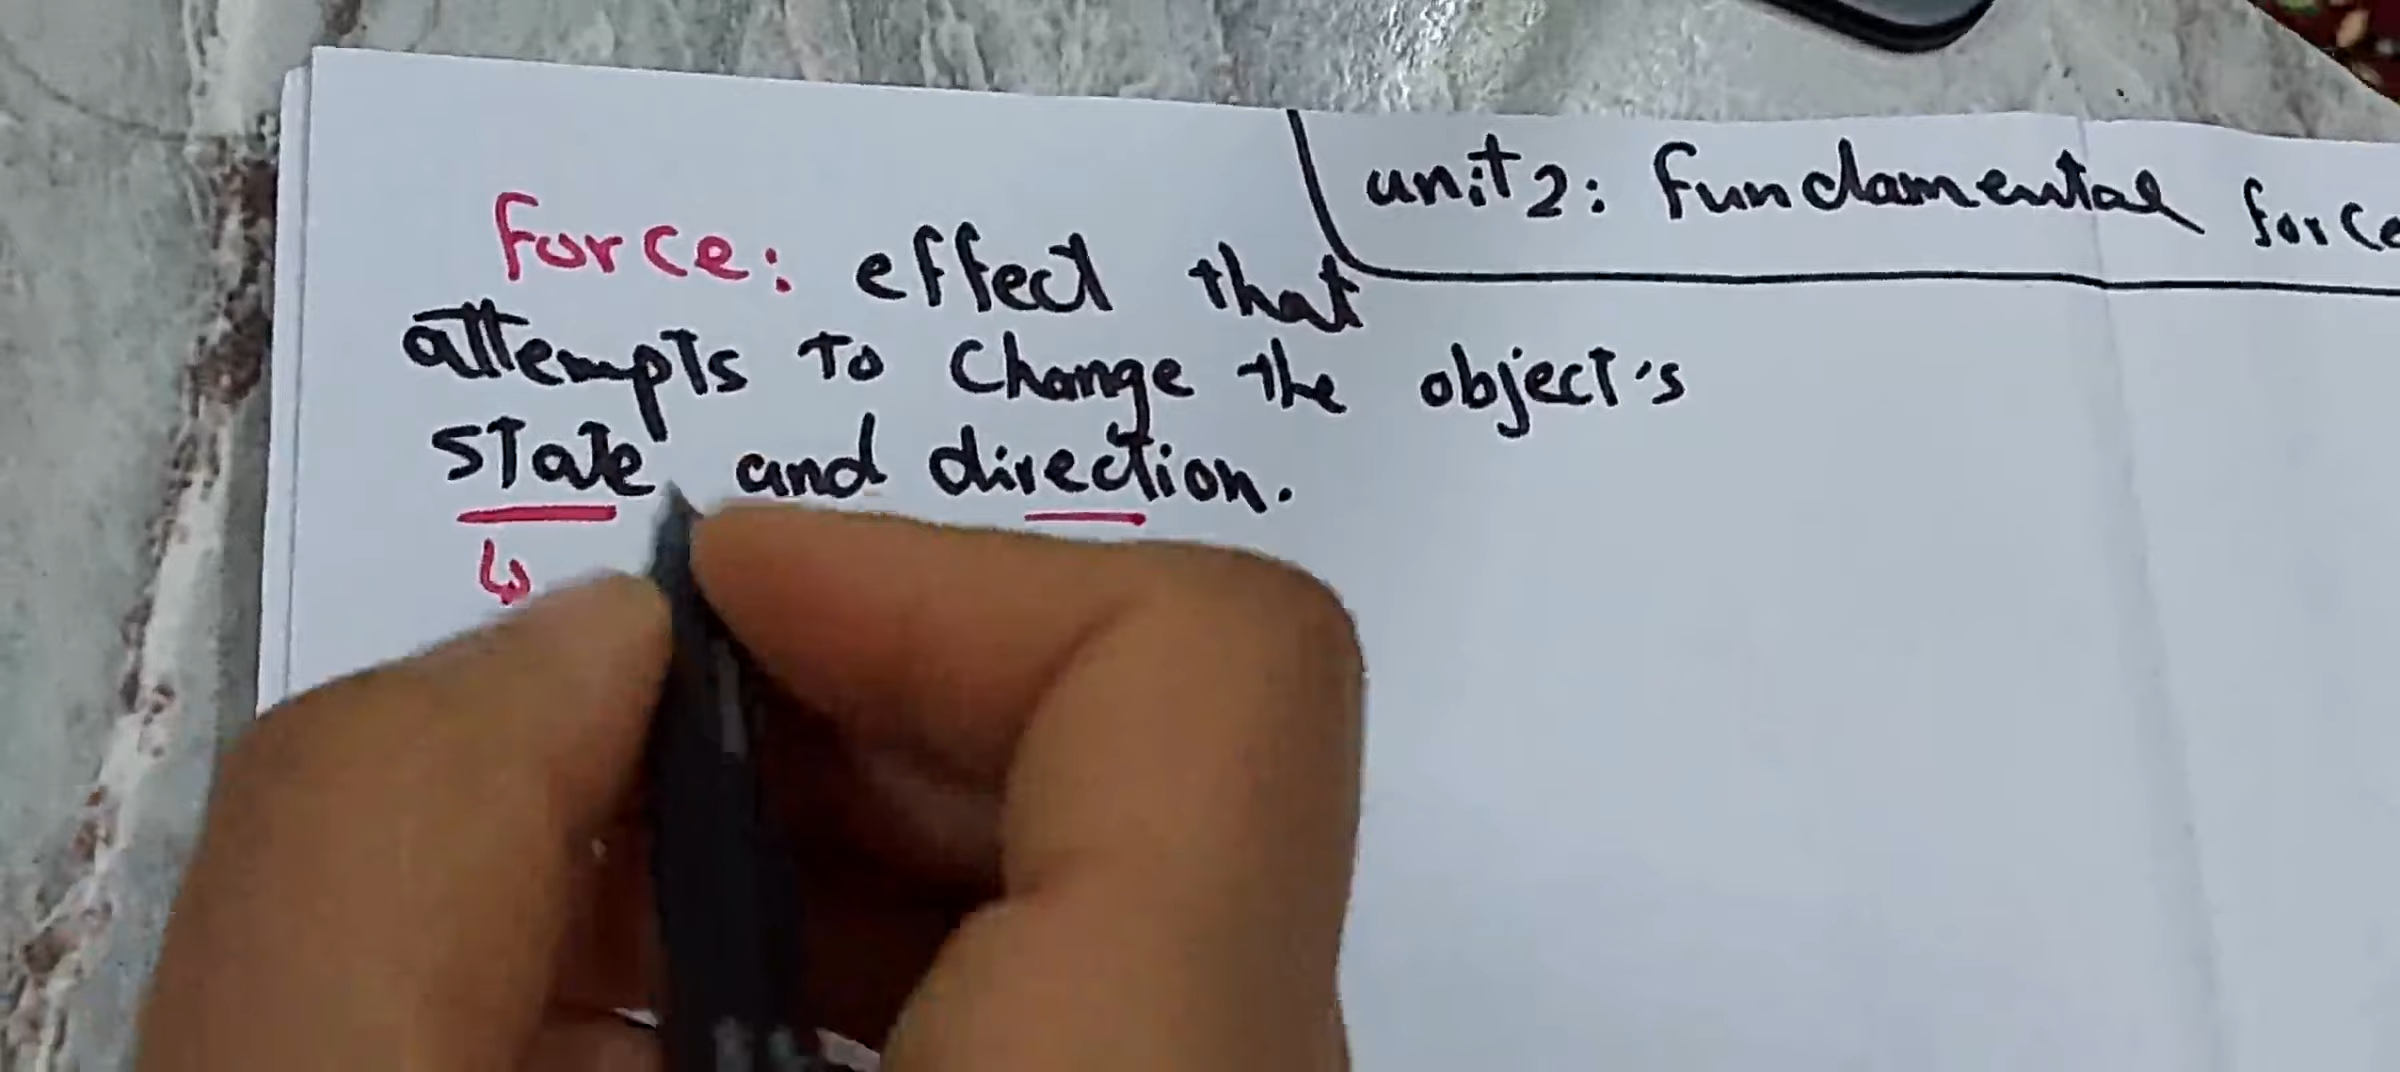 unit 2: Fundamental force
Force: effect that
attempts to change the object's
state and direction.